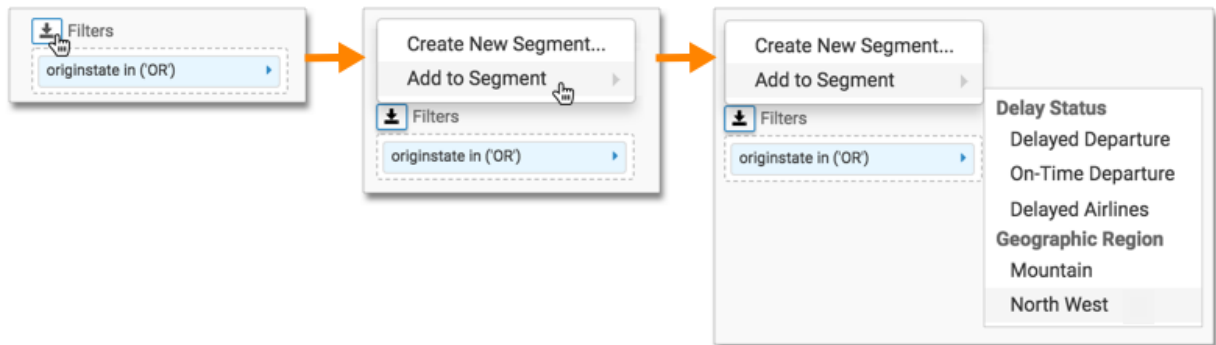 Filters
originstate in ('OR')
Create New Segment...
Add to Segment
Filters
originstate in ('OR')
Create New Segment...
Add to Segment
Filters
originstate in ('OR')
Delay Status
Delayed Departure
On-Time Departure
Delayed Airlines
Geographic Region
Mountain
North West